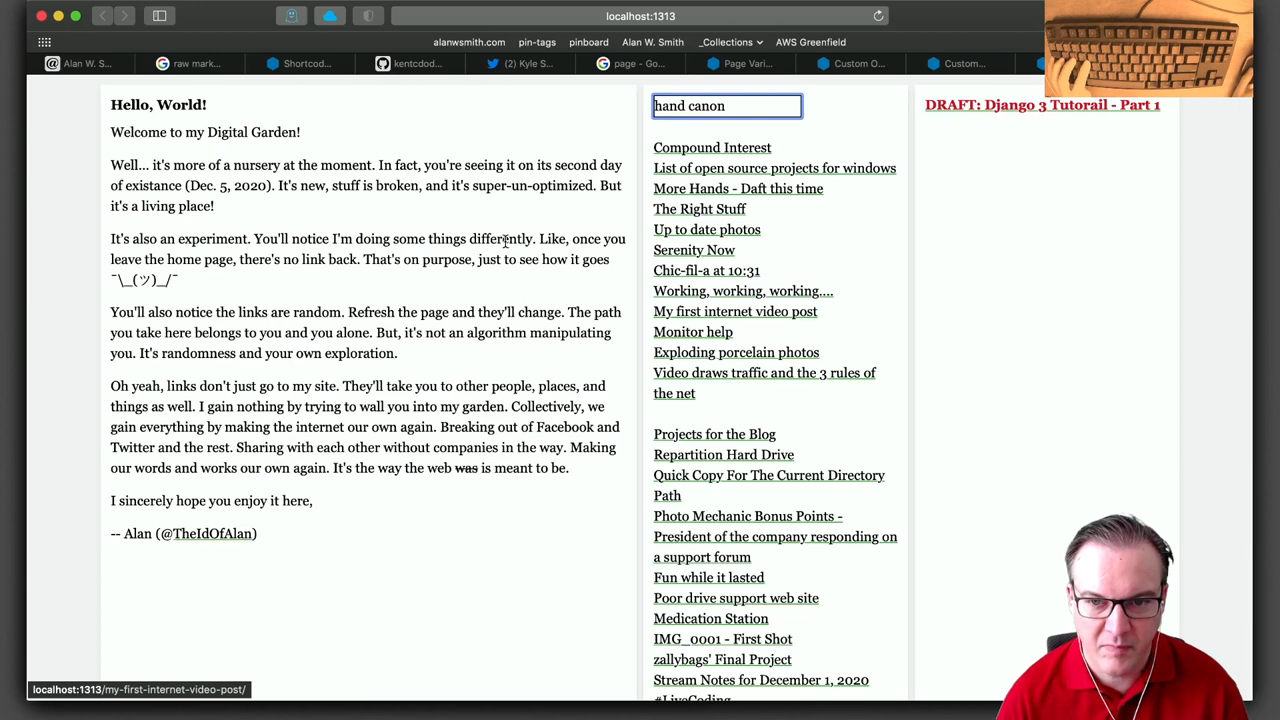 localhost:1313
alanwsmith.com pin-tags pinboard Alan W. Smith _Collections AWS Greenfield
Alan W. S... raw mark... Shortcod... kentcdod... (2) Kyle S... page - Go... Page Vari... Custom O... Custom...
Hello, World!
Welcome to my Digital Garden!
Well... it's more of a nursery at the moment. In fact, you're seeing it on its second day
of existance (Dec. 5, 2020). It's new, stuff is broken, and it's super-un-optimized. But
it's a living place!
It's also an experiment. You'll notice I'm doing some things differently. Like, once you
leave the home page, there's no link back. That's on purpose, just to see how it goes
¯\_(ツ)_/¯
You'll also notice the links are random. Refresh the page and they'll change. The path
you take here belongs to you and you alone. But, it's not an algorithm manipulating
you. It's randomness and your own exploration.
Oh yeah, links don't just go to my site. They'll take you to other people, places, and
things as well. I gain nothing by trying to wall you into my garden. Collectively, we
gain everything by making the internet our own again. Breaking out of Facebook and
Twitter and the rest. Sharing with each other without companies in the way. Making
our words and works our own again. It's the way the web was is meant to be.
I sincerely hope you enjoy it here,
-- Alan (@TheIdOfAlan)
hand canon
Compound Interest
List of open source projects for windows
More Hands - Daft this time
The Right Stuff
Up to date photos
Serenity Now
Chic-fil-a at 10:31
Working, working, working....
My first internet video post
Monitor help
Exploding porcelain photos
Video draws traffic and the 3 rules of
the net
Projects for the Blog
Repartition Hard Drive
Quick Copy For The Current Directory
Path
Photo Mechanic Bonus Points -
President of the company responding on
a support forum
Fun while it lasted
Poor drive support web site
Medication Station
IMG_0001 - First Shot
zallybags' Final Project
Stream Notes for December 1, 2020
#LiveCoding
DRAFT: Django 3 Tutorail - Part 1
localhost:1313/my-first-internet-video-post/